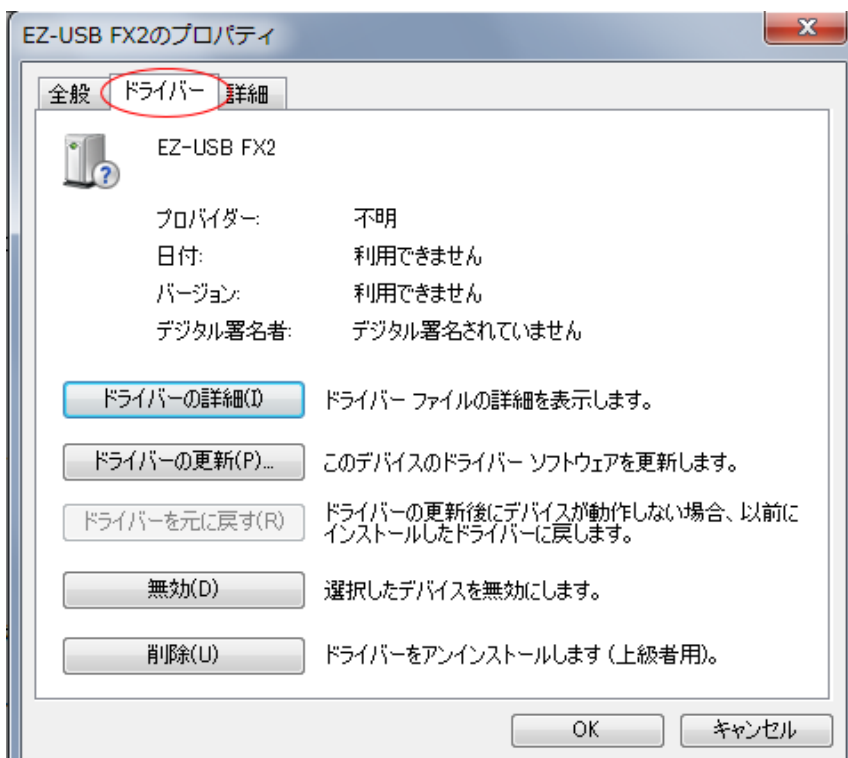 EZ-USB FX2のプロパティ
全般 ドライバー 詳細
EZ-USB FX2
プロバイダー: 不明
日付: 利用できません
バージョン: 利用できません
デジタル署名者: デジタル署名されていません
ドライバーの詳細(I) ドライバー ファイルの詳細を表示します。
ドライバーの更新(P)... このデバイスのドライバー ソフトウェアを更新します。
ドライバーを元に戻す(R) ドライバーの更新後にデバイスが動作しない場合、以前に
インストールしたドライバーに戻します。
無効(D) 選択したデバイスを無効にします。
削除(U) ドライバーをアンインストールします (上級者用)。
OK キャンセル